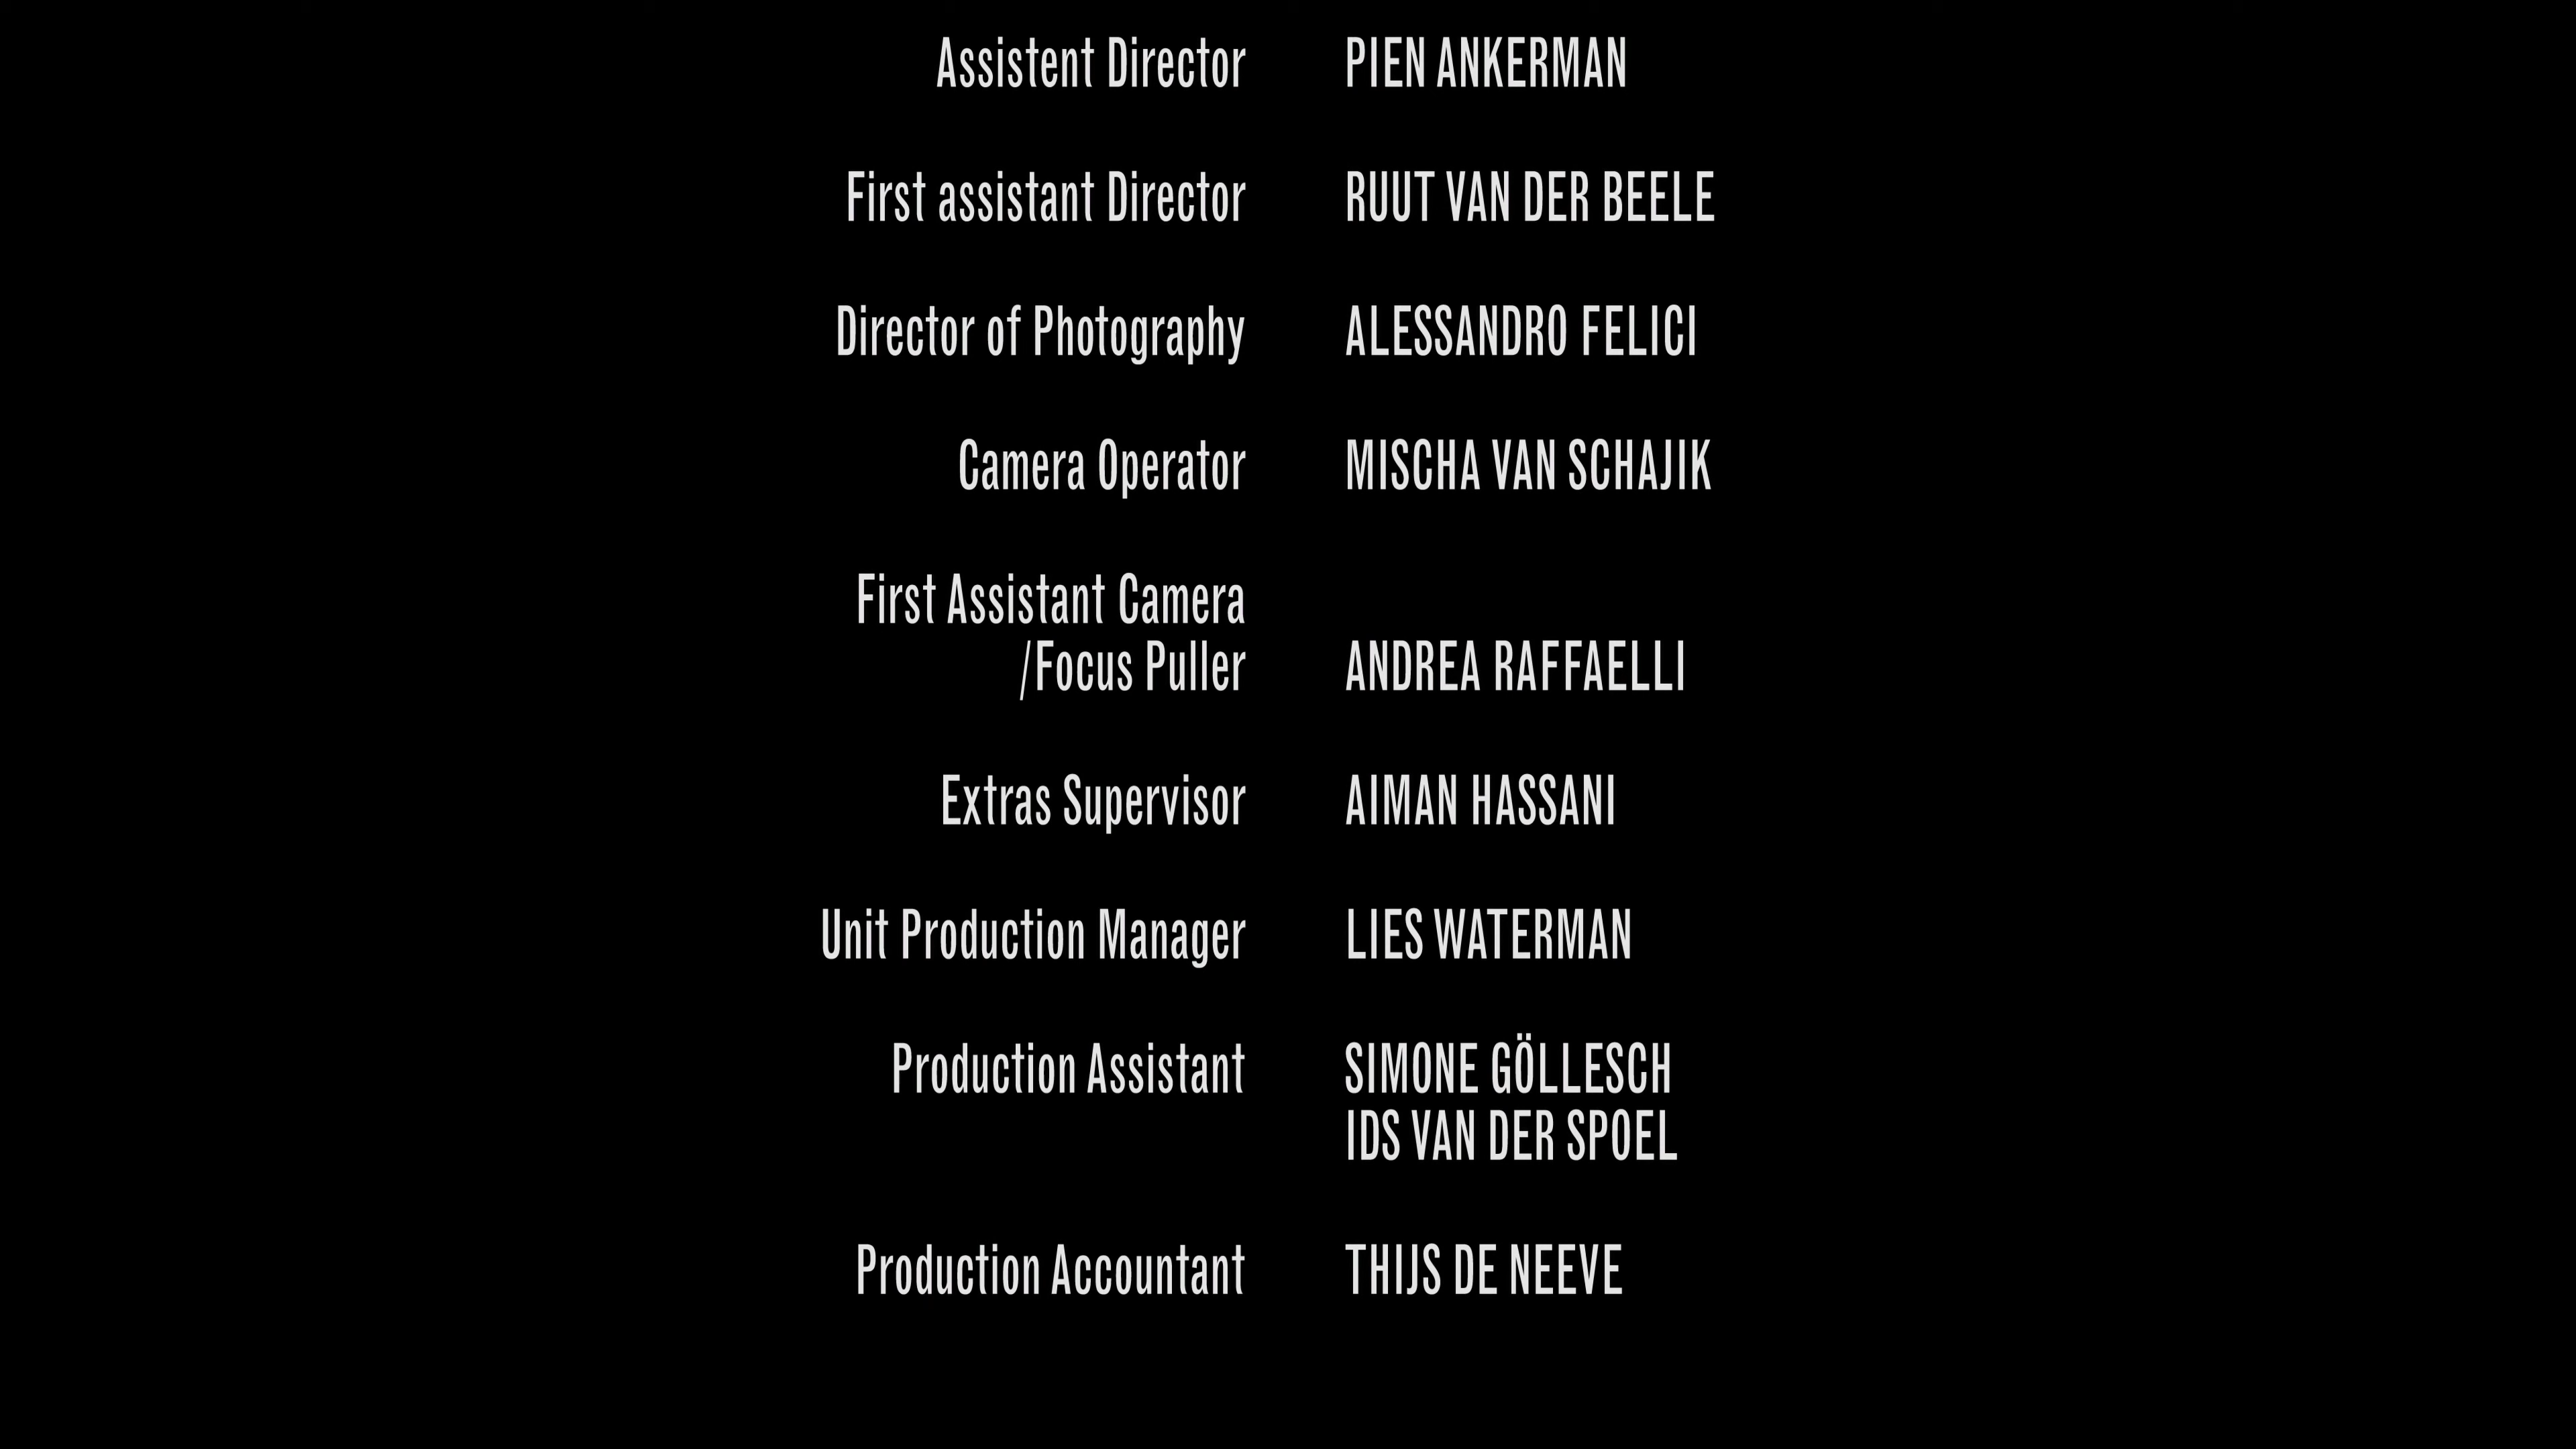 Assistent Director PIEN ANKERMAN
First assistant Director RUUT VAN DER BEELE
Director of Photography ALESSANDRO FELICI
Camera Operator MISCHA VAN SCHAJIK
First Assistant Camera
/Focus Puller ANDREA RAFFAELLI
Extras Supervisor AIMAN HASSANI
Unit Production Manager LIES WATERMAN
Production Assistant SIMONE GÖLLESCH
IDS VAN DER SPOEL
Production Accountant THIJS DE NEEVE